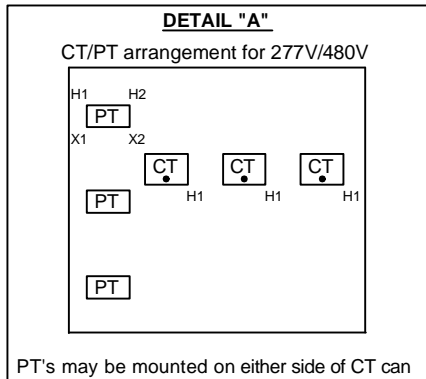 DETAIL "A"
CT/PT arrangement for 277V/480V
H1 H2
PT
X1 X2
CT CT CT
H1 H1 H1
PT
PT
PT's may be mounted on either side of CT can